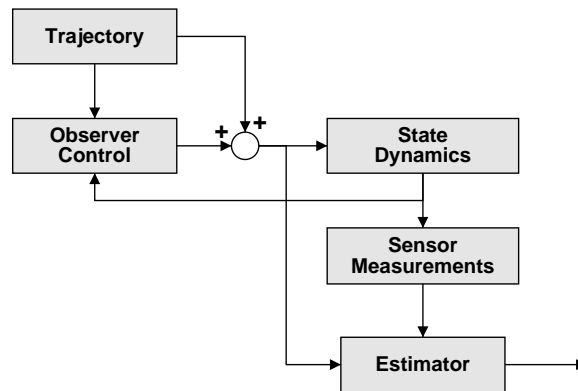 Trajectory
Observer
Control
+
+
State
Dynamics
Sensor
Measurements
Estimator